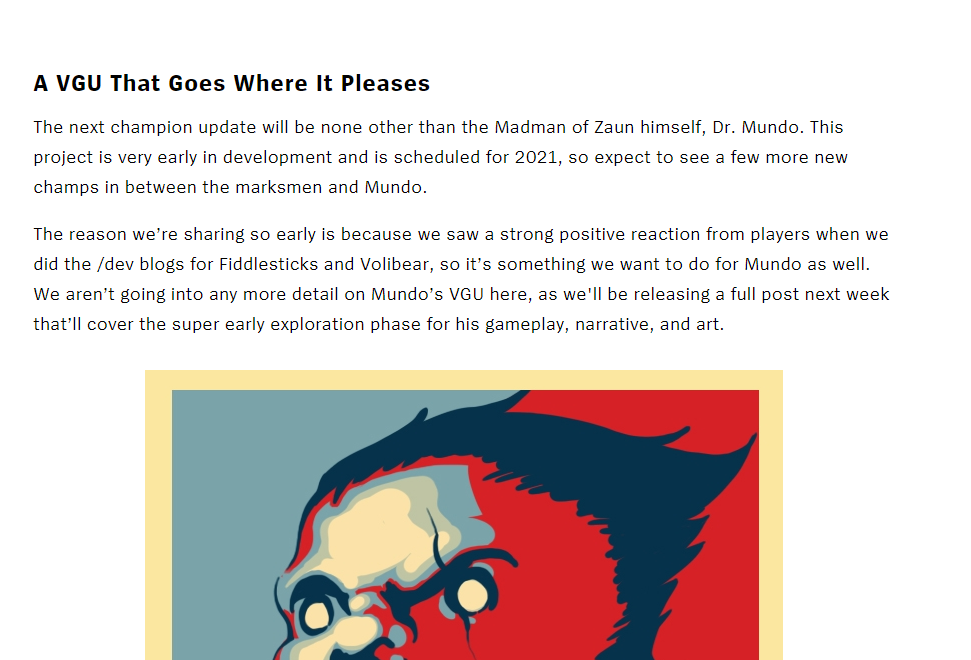 A VGU That Goes Where It Pleases
The next champion update will be none other than the Madman of Zaun himself, Dr. Mundo. This
project is very early in development and is scheduled for 2021, so expect to see a few more new
champs in between the marksmen and Mundo.
The reason we’re sharing so early is because we saw a strong positive reaction from players when we
did the /dev blogs for Fiddlesticks and Volibear, so it’s something we want to do for Mundo as well.
We aren’t going into any more detail on Mundo’s VGU here, as we'll be releasing a full post next week
that’ll cover the super early exploration phase for his gameplay, narrative, and art.